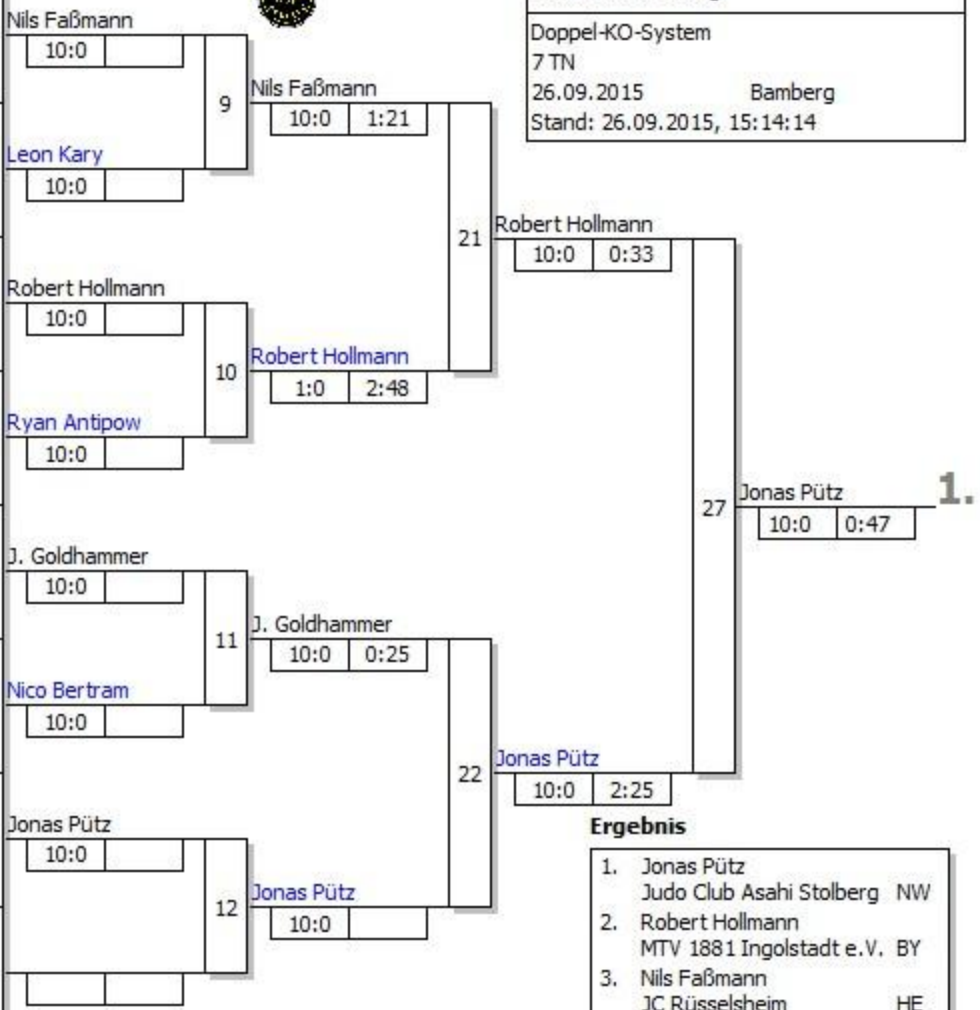 Nils Faßmann
10:0
Leon Kary
10:0
9
Nils Faßmann
10:0 1:21
Robert Hollmann
10:0
Ryan Antipow
10:0
10
Robert Hollmann
1:0 2:48
21
Robert Hollmann
10:0 0:33
J. Goldhammer
10:0
Nico Bertram
10:0
11
J. Goldhammer
10:0 0:25
Jonas Pütz
10:0
12
Jonas Pütz
10:0
22
Jonas Pütz
10:0 2:25
27
Jonas Pütz
10:0 0:47
1.
Doppel-KO-System
7 TN
26.09.2015 Bamberg
Stand: 26.09.2015, 15:14:14
Ergebnis
1. Jonas Pütz
Judo Club Asahi Stolberg NW
2. Robert Hollmann
MTV 1881 Ingolstadt e.V. BY
3. Nils Faßmann
JC Rüsselsheim HE